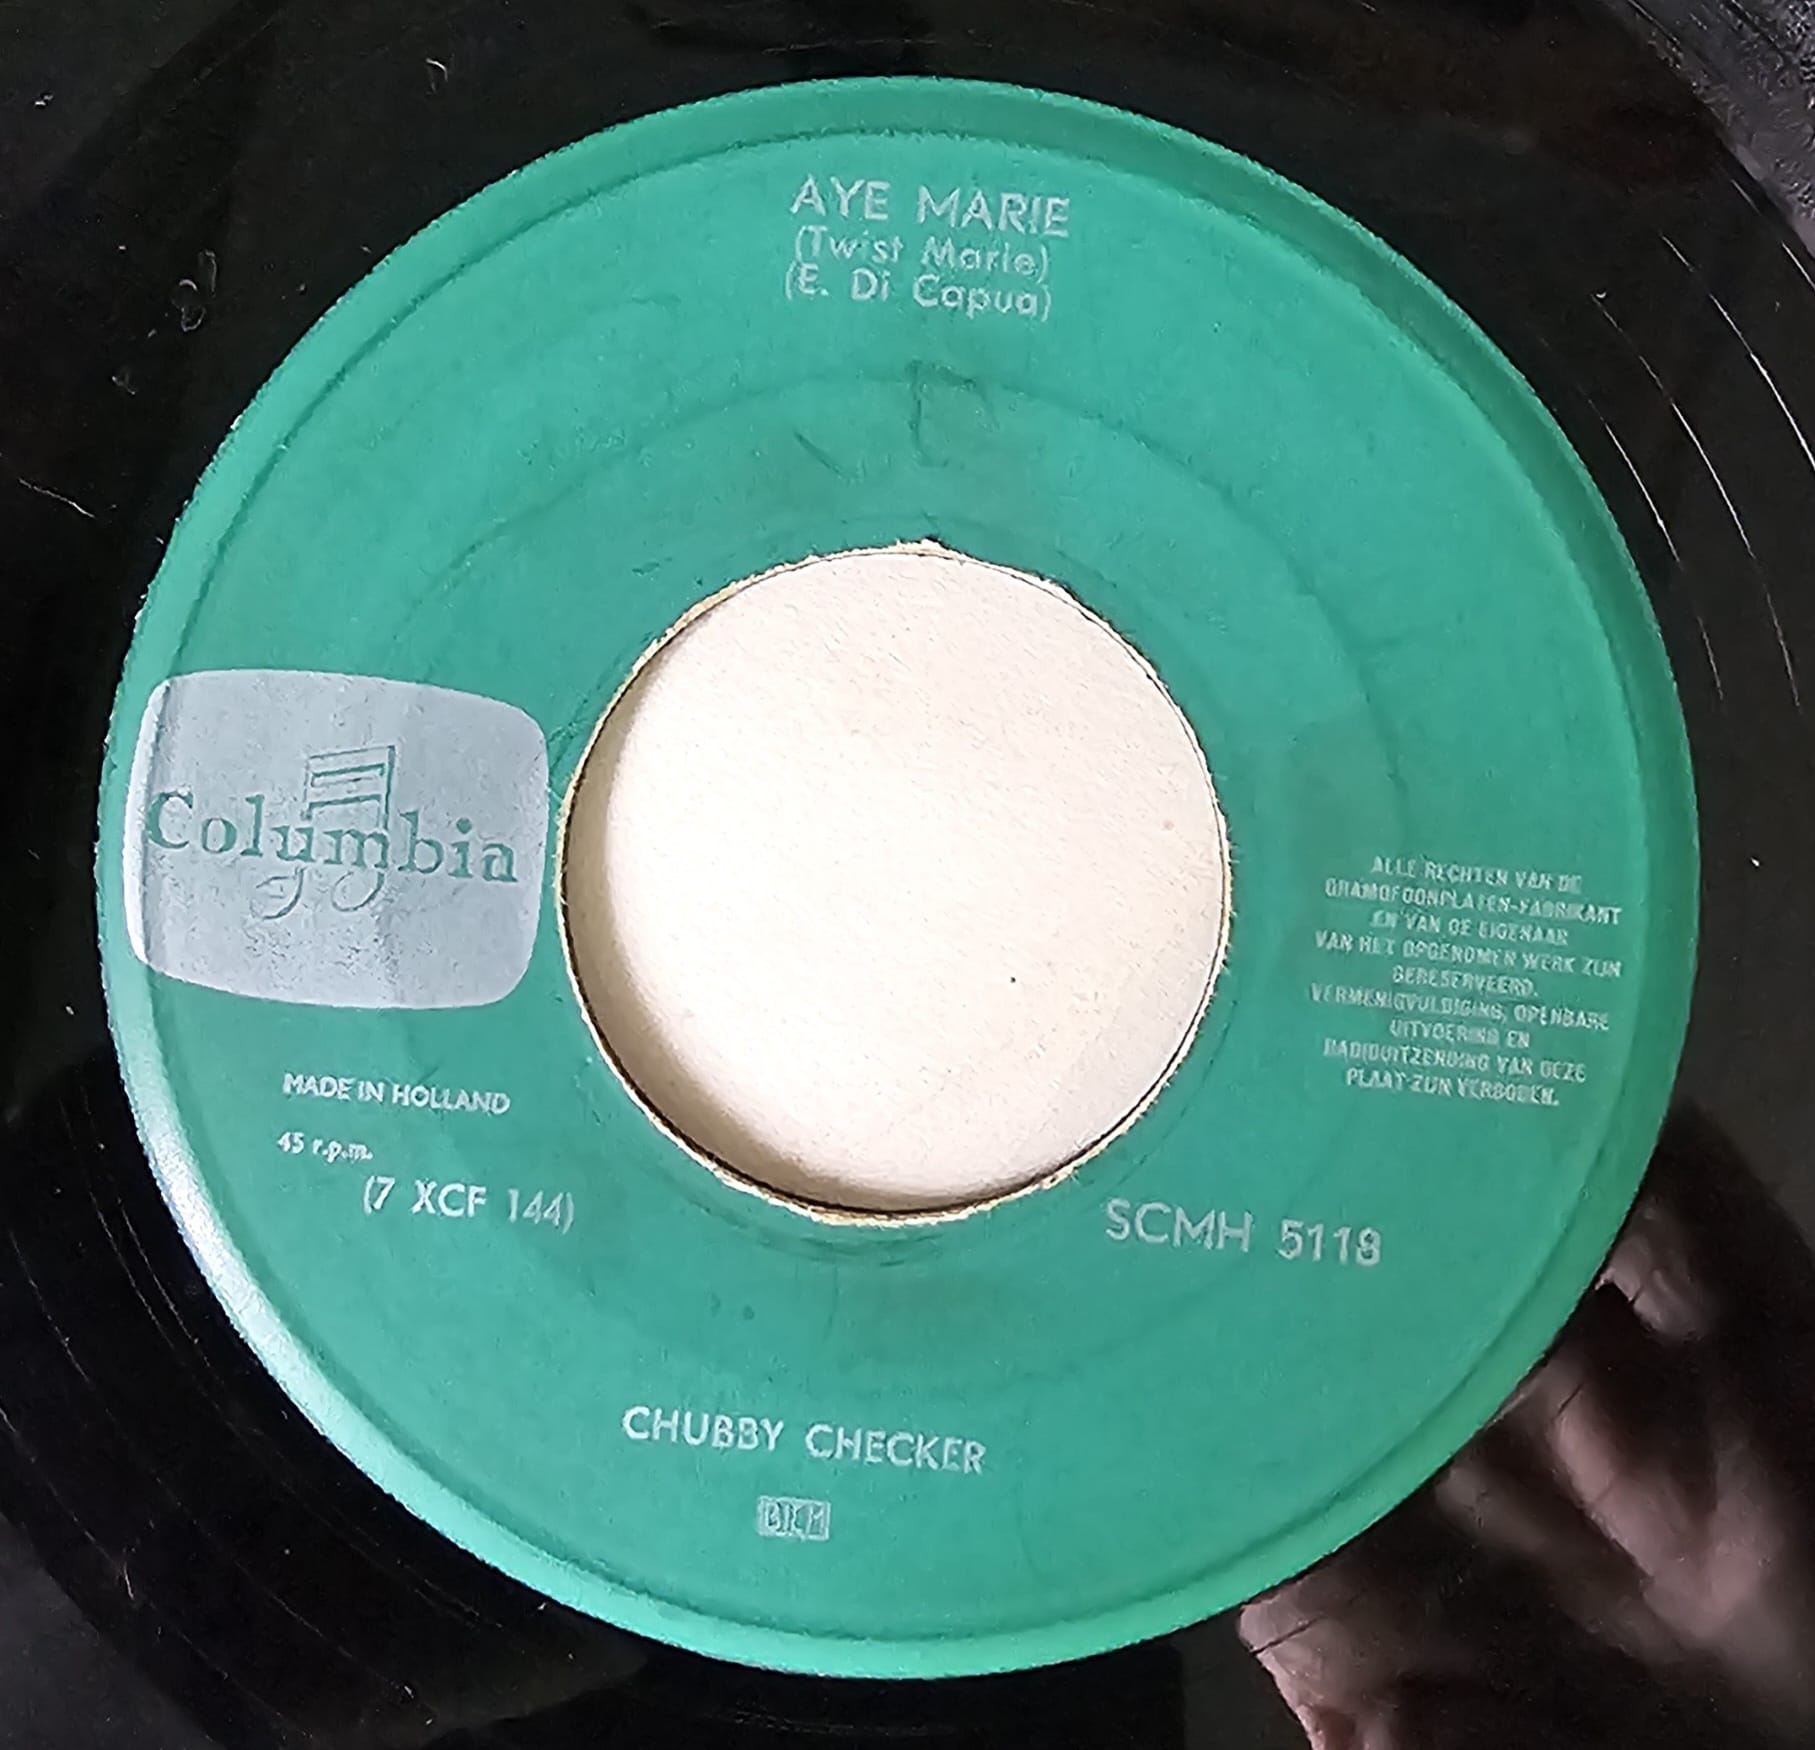 AYE MARIE
(Twist Marie)
(E. Di Capua)
Columbia
MADE IN HOLLAND
45 r.p.m.
(7 XCF 144)
ALLE RECHTEN VAN DE
GRAMOFOONPLATEN-FABRIKANT
EN VAN DE EIGENAAR
VAN HET OPGENOMEN WERK ZIJN
GERESERVEERD.
VERMENIGVULDIGING, OPENBARE
UITVOERING EN
RADIOUITZENDING VAN DEZE
PLAAT ZIJN VERBODEN.
SCMH 5118
CHUBBY CHECKER